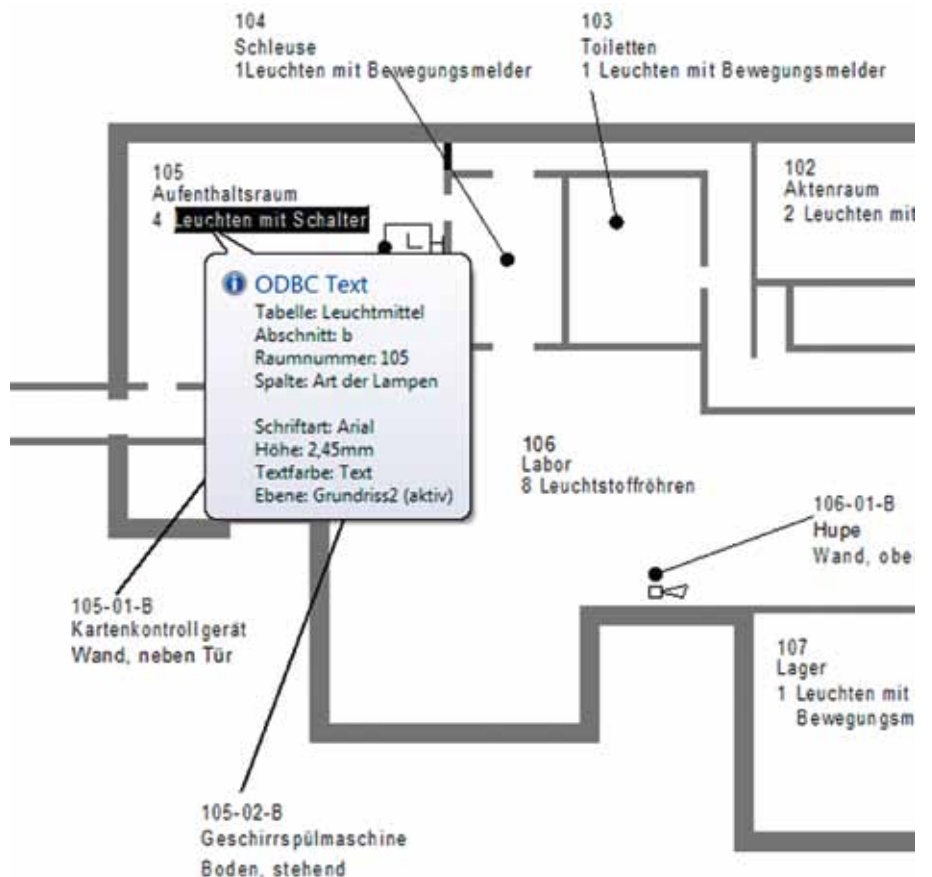 104
Schleuse
1Leuchten mit Bewegungsmelder
103
Toiletten
1 Leuchten mit Bewegungsmelder
105
Aufenthaltsraum
4 Leuchten mit Schalter
102
Aktenraum
2 Leuchten mit
ODBC Text
Tabelle: Leuchtmittel
Abschnitt: b
Raumnummer: 105
Spalte: Art der Lampen
Schriftart: Arial
Höhe: 2,45mm
Textfarbe: Text
Ebene: Grundriss2 (aktiv)
106
Labor
8 Leuchtstoffröhren
106-01-B
Hupe
Wand, obe
105-01-B
Kartenkontrollgerät
Wand, neben Tür
107
Lager
1 Leuchten mit
Bewegungsm
105-02-B
Geschirrspülmaschine
Boden, stehend